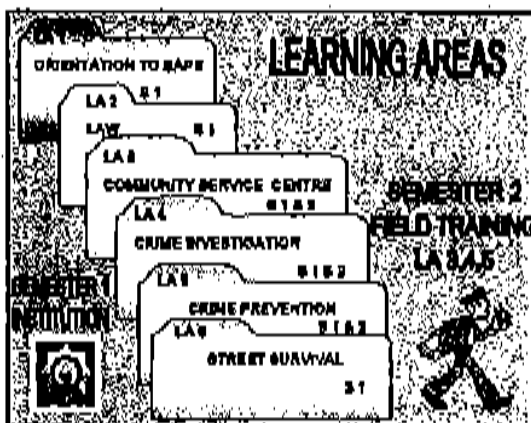 LEARNING AREAS
ORIENTATION TO SAPS
S 1
LA 2
LAW
S 1
LA 3
COMMUNITY SERVICE CENTRE
S 1 & 2
LA 4
CRIME INVESTIGATION
S 1 & 2
LA 5
CRIME PREVENTION
S 1 & 2
LA 6
STREET SURVIVAL
S 1
SEMESTER 1
INSTITUTION
SEMESTER 2
FIELD TRAINING
LA 3,4,5